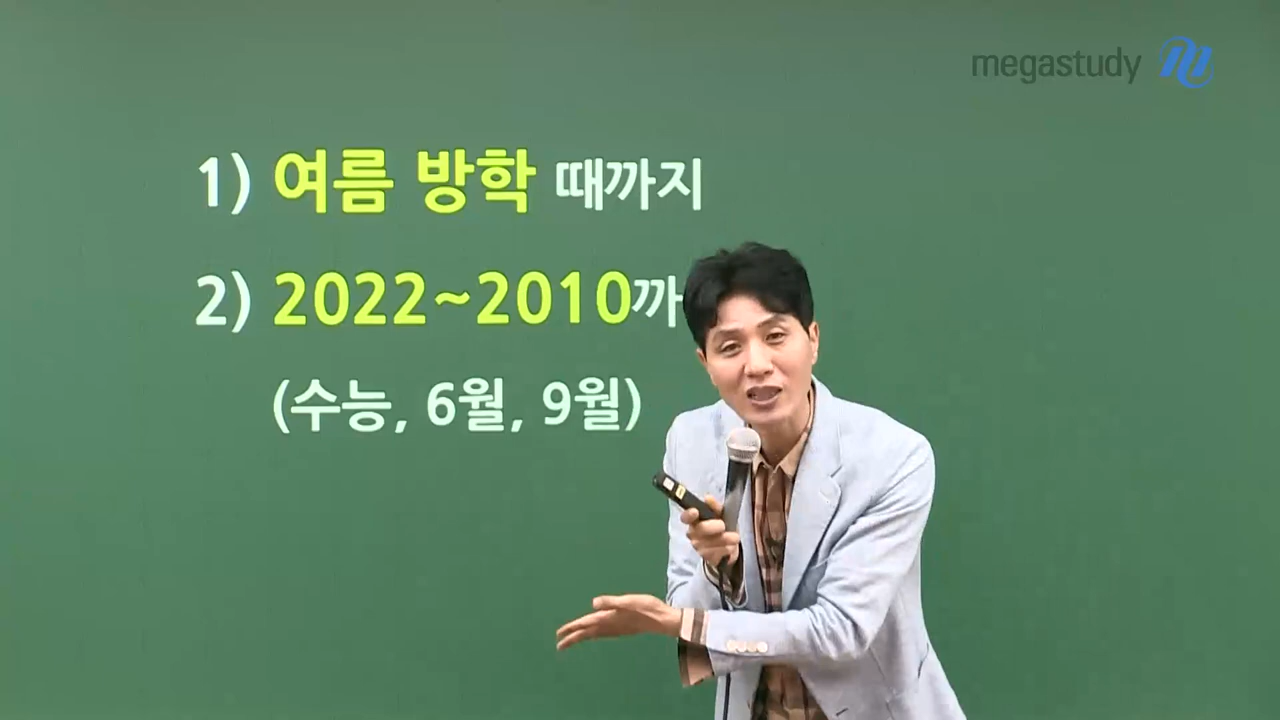 megastudy
1) 여름 방학 때까지
2) 2022~2010까
(수능, 6월, 9월)